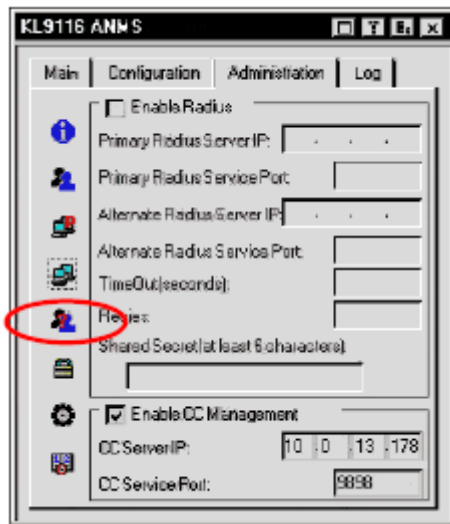 KL9116 ANMS
Main Configuration Administration Log
Enable Radius
Primary Radius Server IP:
Primary Radius Service Port
Alternate Radius Server IP:
Alternate Radius Service Port:
TimeOut(seconds):
Retries:
Shared Secret(at least 6 characters)
Enable CC Management
CC Server IP: 10 .0 .13 .178
CC Service Port: 9898